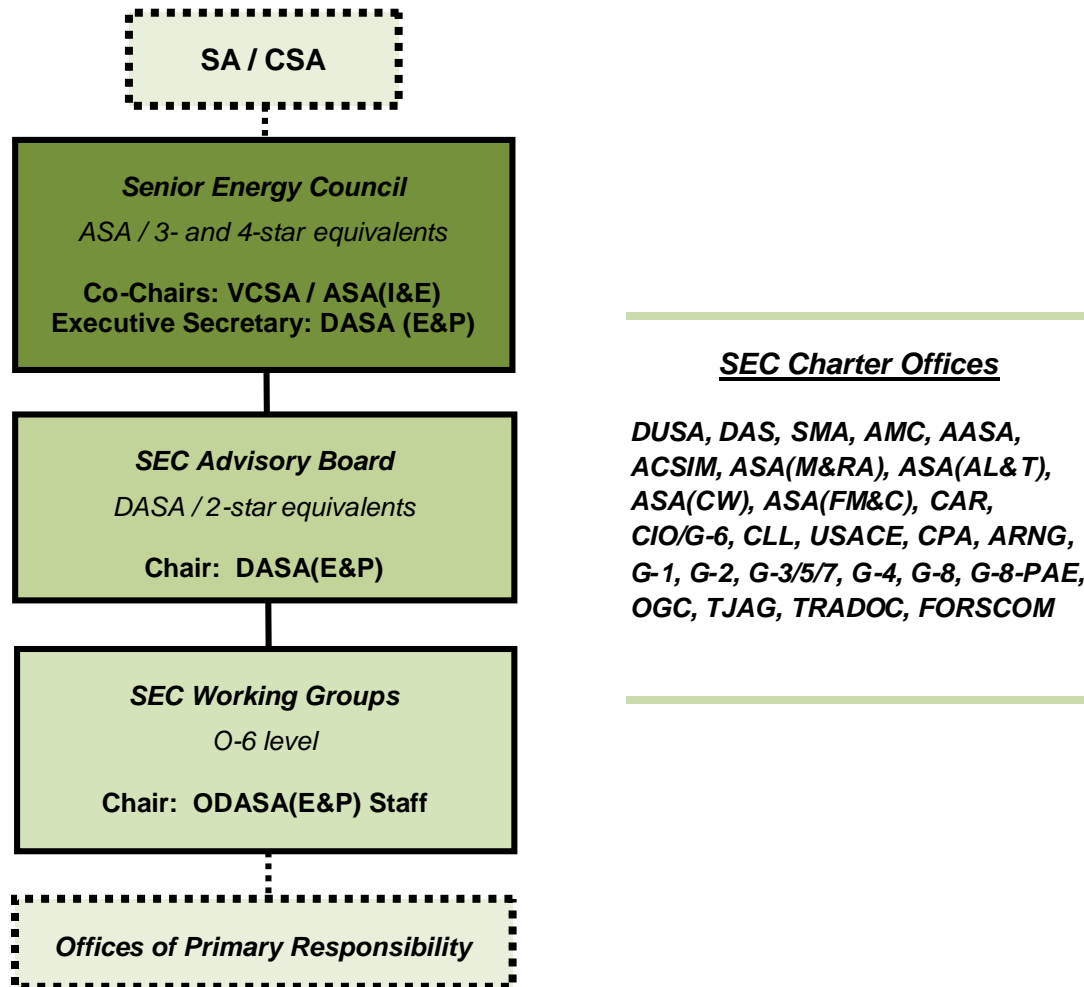 SA / CSA
Senior Energy Council
ASA / 3- and 4-star equivalents
Co-Chairs: VCSA / ASA(I&E)
Executive Secretary: DASA (E&P)
SEC Advisory Board
DASA / 2-star equivalents
Chair: DASA(E&P)
SEC Working Groups
O-6 level
Chair: ODASA(E&P) Staff
Offices of Primary Responsibility
SEC Charter Offices
DUSA, DAS, SMA, AMC, AASA,
ACSIM, ASA(M&RA), ASA(AL&T),
ASA(CW), ASA(FM&C), CAR,
CIO/G-6, CLL, USACE, CPA, ARNG,
G-1, G-2, G-3/5/7, G-4, G-8, G-8-PAE,
OGC, TJAG, TRADOC, FORSCOM